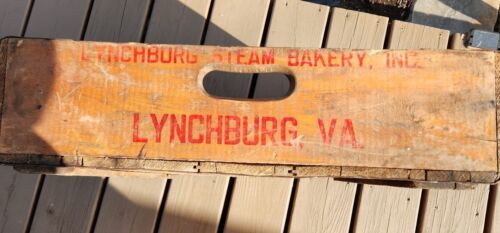 LYNCHBURG STEAM BAKERY, INC.
LYNCHBURG, VA.